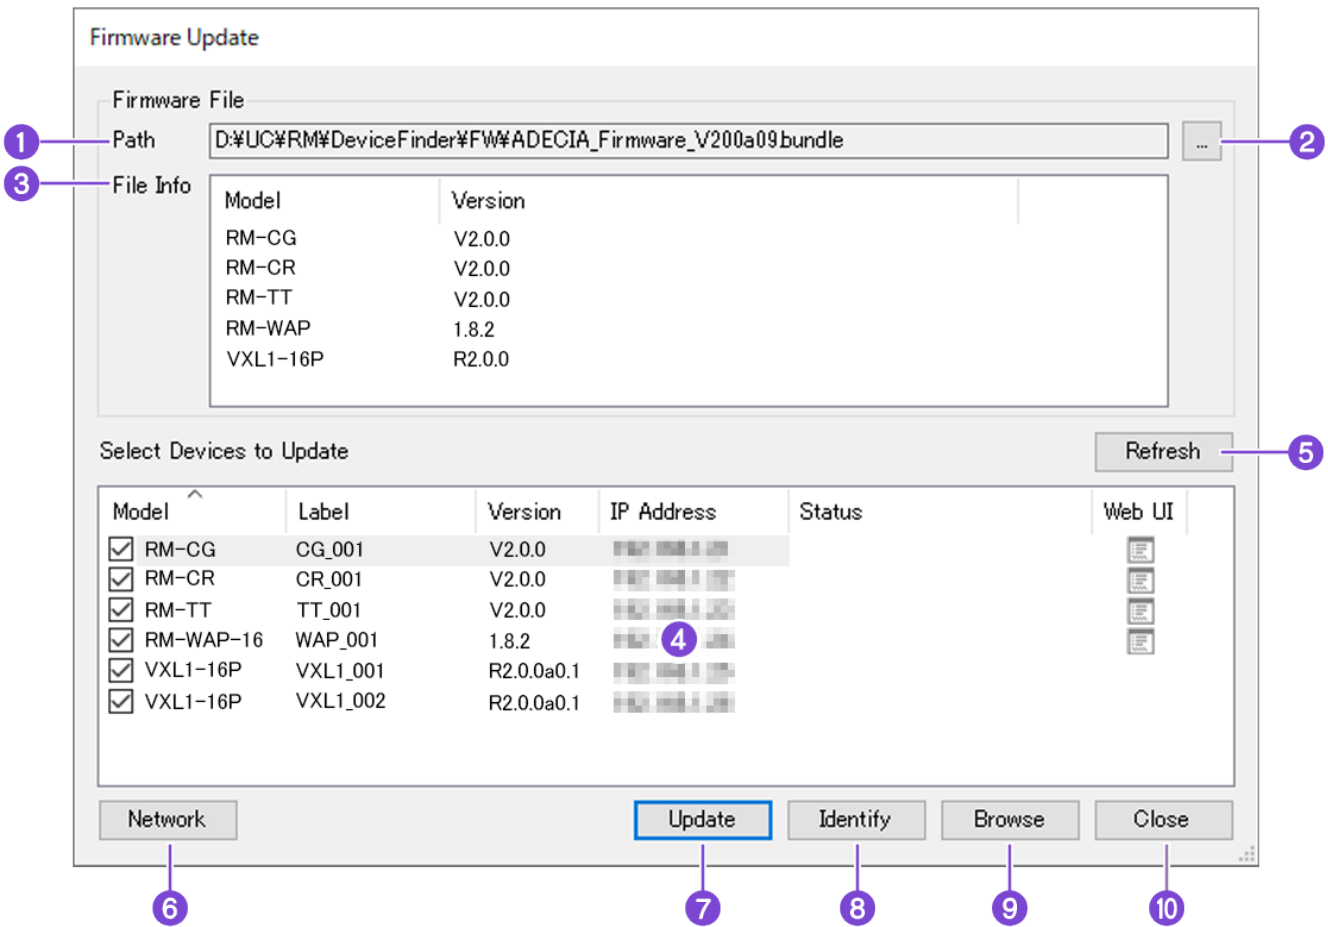 Firmware Update
Firmware File
1 Path D:¥UC¥RM¥DeviceFinder¥FW¥ADECIA_Firmware_V200a09.bundle ... 2
3 File Info
Model Version
RM-CG V2.0.0
RM-CR V2.0.0
RM-TT V2.0.0
RM-WAP 1.8.2
VXL1-16P R2.0.0
Select Devices to Update Refresh 5
Model Label Version IP Address Status Web UI
RM-CG CG_001 V2.0.0
RM-CR CR_001 V2.0.0
RM-TT TT_001 V2.0.0
RM-WAP-16 WAP_001 1.8.2 4
VXL1-16P VXL1_001 R2.0.0a0.1
VXL1-16P VXL1_002 R2.0.0a0.1
Network Update Identify Browse Close
6 7 8 9 10